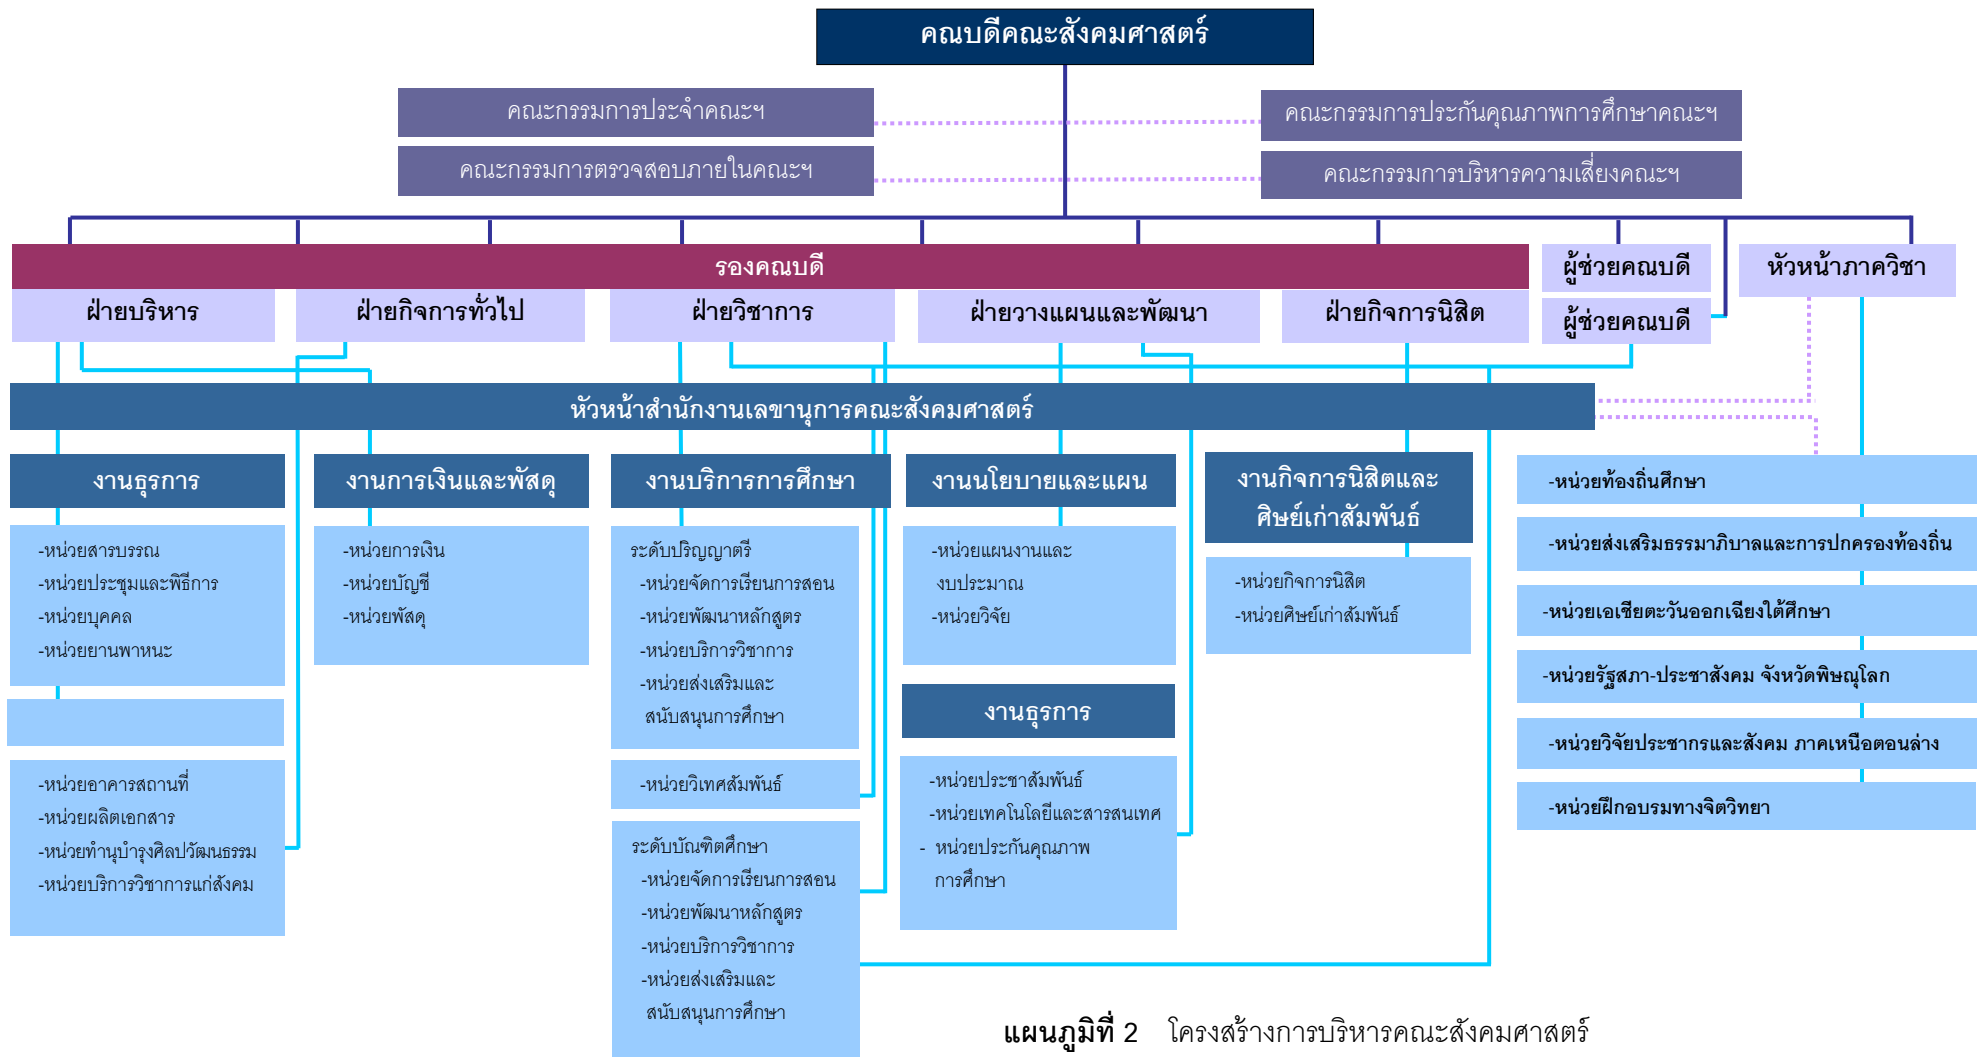 คณบดีคณะสังคมศาสตร์
คณะกรรมการประจำคณะฯ
คณะกรรมการประกันคุณภาพการศึกษาคณะฯ
คณะกรรมการตรวจสอบภายในคณะฯ
คณะกรรมการบริหารความเสี่ยงคณะฯ
รองคณบดี
ผู้ช่วยคณบดี
หัวหน้าภาควิชา
ฝ่ายบริหาร
ฝ่ายกิจการทั่วไป
ฝ่ายวิชาการ
ฝ่ายวางแผนและพัฒนา
ฝ่ายกิจการนิสิต
ผู้ช่วยคณบดี
หัวหน้าสำนักงานเลขานุการคณะสังคมศาสตร์
งานธุรการ
-หน่วยสารบรรณ
-หน่วยประชุมและพิธีการ
-หน่วยบุคคล
-หน่วยยานพาหนะ
-หน่วยอาคารสถานที่
-หน่วยผลิตเอกสาร
-หน่วยทำนุบำรุงศิลปวัฒนธรรม
-หน่วยบริการวิชาการแก่สังคม
งานการเงินและพัสดุ
-หน่วยการเงิน
-หน่วยบัญชี
-หน่วยพัสดุ
งานบริการการศึกษา
ระดับปริญญาตรี
-หน่วยจัดการเรียนการสอน
-หน่วยพัฒนาหลักสูตร
-หน่วยบริการวิชาการ
-หน่วยส่งเสริมและ
สนับสนุนการศึกษา
-หน่วยวิเทศสัมพันธ์
ระดับบัณฑิตศึกษา
-หน่วยจัดการเรียนการสอน
-หน่วยพัฒนาหลักสูตร
-หน่วยบริการวิชาการ
-หน่วยส่งเสริมและ
สนับสนุนการศึกษา
งานนโยบายและแผน
-หน่วยแผนงานและ
งบประมาณ
-หน่วยวิจัย
งานธุรการ
-หน่วยประชาสัมพันธ์
-หน่วยเทคโนโลยีและสารสนเทศ
- หน่วยประกันคุณภาพ
การศึกษา
งานกิจการนิสิตและ
ศิษย์เก่าสัมพันธ์
-หน่วยกิจการนิสิต
-หน่วยศิษย์เก่าสัมพันธ์
-หน่วยท้องถิ่นศึกษา
-หน่วยส่งเสริมธรรมาภิบาลและการปกครองท้องถิ่น
-หน่วยเอเชียตะวันออกเฉียงใต้ศึกษา
-หน่วยรัฐสภา-ประชาสังคม จังหวัดพิษณุโลก
-หน่วยวิจัยประชากรและสังคม ภาคเหนือตอนล่าง
-หน่วยฝึกอบรมทางจิตวิทยา
แผนภูมิที่ 2 โครงสร้างการบริหารคณะสังคมศาสตร์